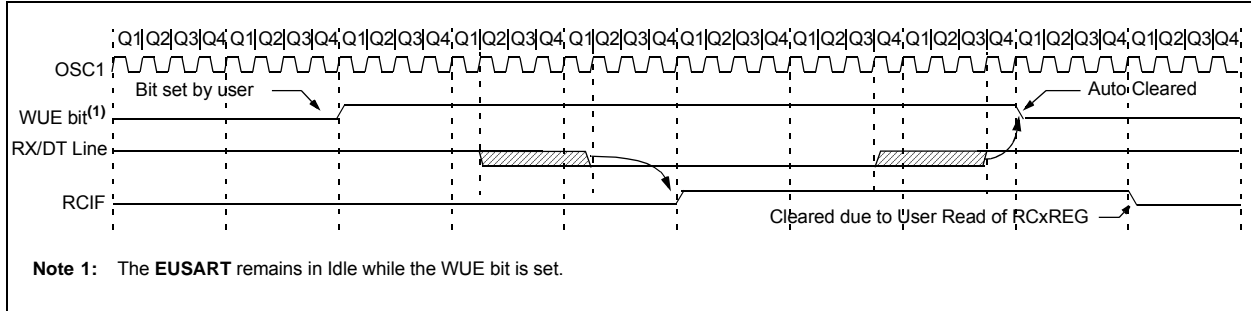 Q1 Q2 Q3 Q4 Q1 Q2 Q3 Q4 Q1 Q2 Q3 Q4 Q1 Q2 Q3 Q4 Q1 Q2 Q3 Q4 Q1 Q2 Q3 Q4 Q1 Q2 Q3 Q4 Q1 Q2 Q3 Q4 Q1 Q2 Q3 Q4 Q1 Q2 Q3 Q4
OSC1
Bit set by user
Auto Cleared
WUE bit(1)
RX/DT Line
RCIF
Cleared due to User Read of RCxREG
Note 1: The EUSART remains in Idle while the WUE bit is set.